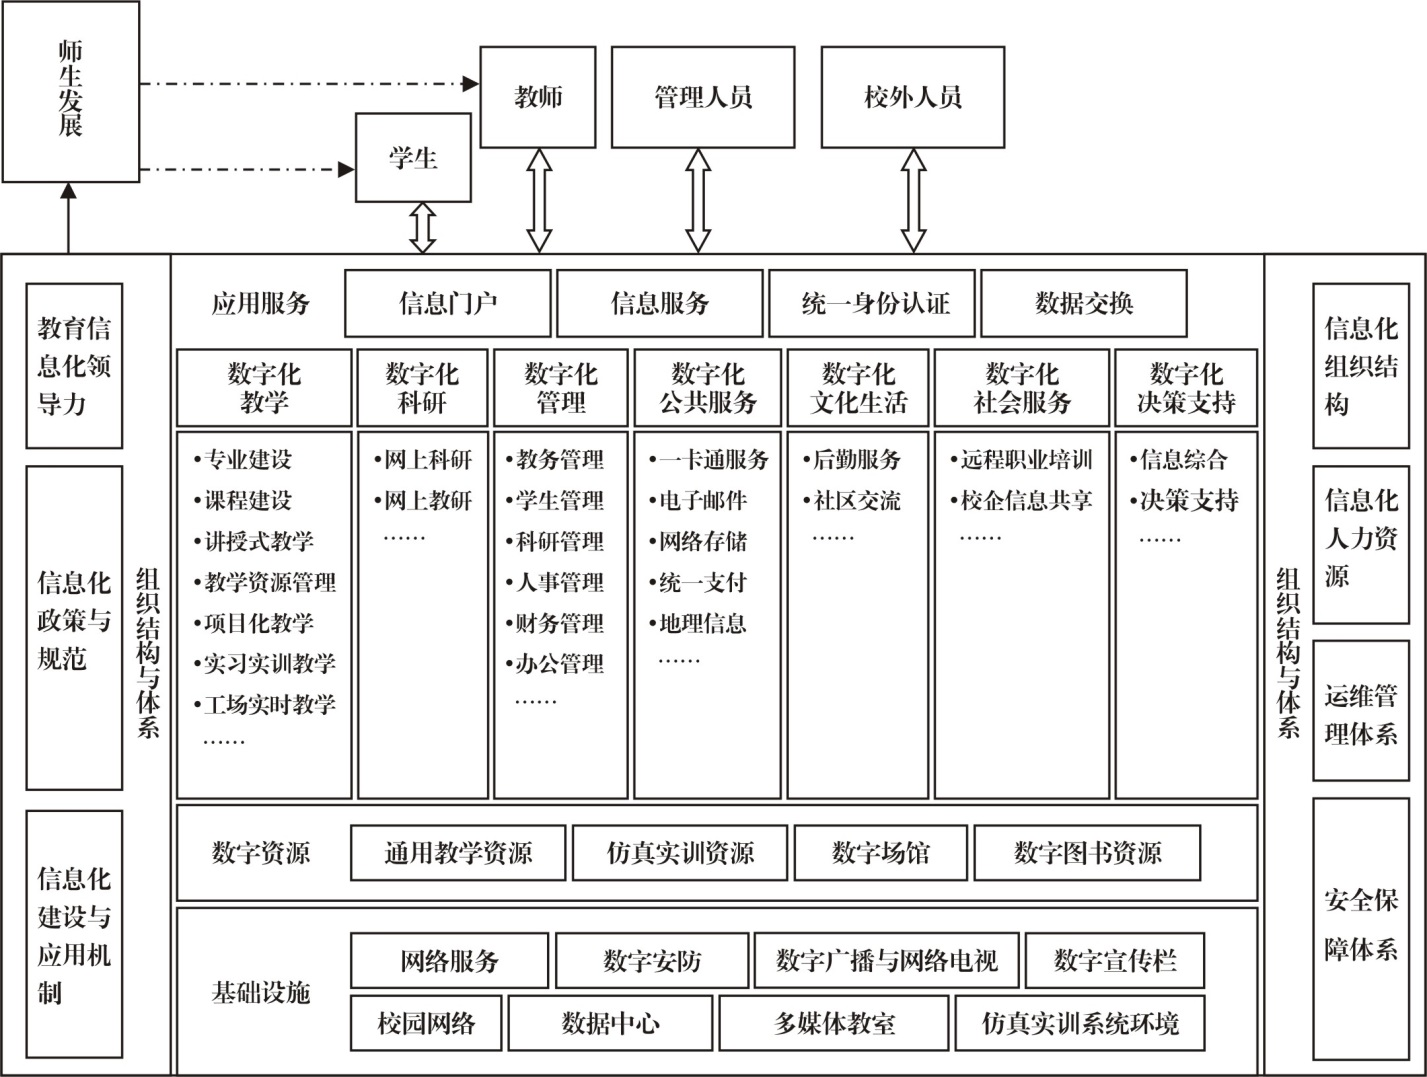 师生发展
教师
管理人员
校外人员
学生
教育信
息化领
导力
信息化
政策与
规范
信息化
建设与
应用机
制
组织结构与体系
应用服务
信息门户
信息服务
统一身份认证
数据交换
数字化
教学
数字化
科研
数字化
管理
数字化
公共服务
数字化
文化生活
数字化
社会服务
数字化
决策支持
•专业建设
•课程建设
•讲授式教学
•教学资源管理
•项目化教学
•实习实训教学
•工场实时教学
……
•网上科研
•网上教研
……
•教务管理
•学生管理
•科研管理
•人事管理
•财务管理
•办公管理
……
•一卡通服务
•电子邮件
•网络存储
•统一支付
•地理信息
……
•后勤服务
•社区交流
……
•远程职业培训
•校企信息共享
……
•信息综合
•决策支持
……
数字资源
通用教学资源
仿真实训资源
数字场馆
数字图书资源
基础设施
网络服务
数字安防
数字广播与网络电视
数字宣传栏
校园网络
数据中心
多媒体教室
仿真实训系统环境
组织结构与体系
信息化
组织结
构
信息化
人力资
源
运维管
理体系
安全保
障体系